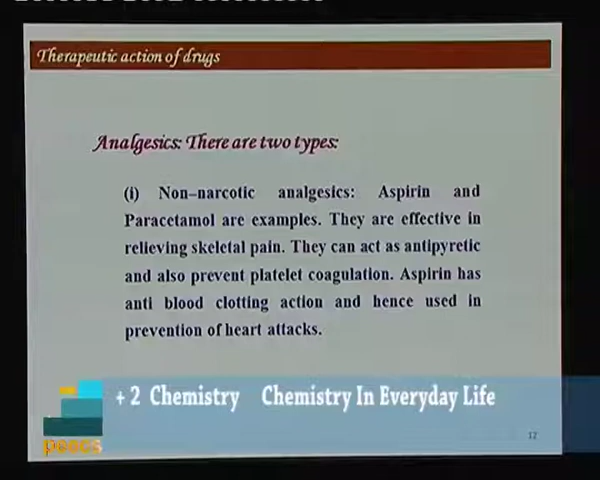 Therapeutic action of drugs
Analgesics: There are two types:
(i) Non–narcotic analgesics: Aspirin and
Paracetamol are examples. They are effective in
relieving skeletal pain. They can act as antipyretic
and also prevent platelet coagulation. Aspirin has
anti blood clotting action and hence used in
prevention of heart attacks.
+ 2 Chemistry Chemistry In Everyday Life
peecs
12